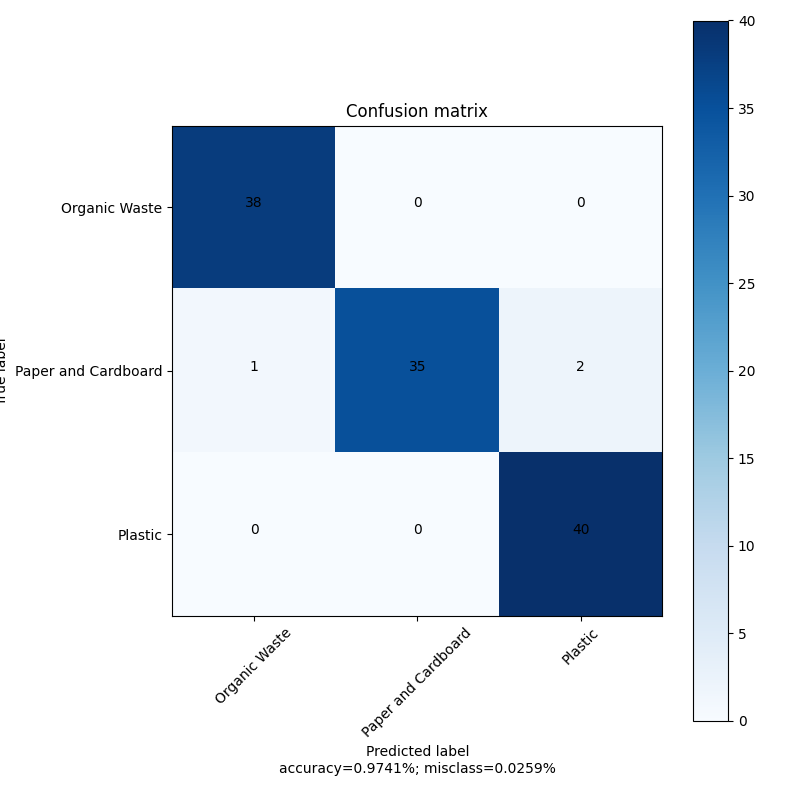 Confusion matrix
40
35
30
25
20
15
10
5
0
Organic Waste
38 0 0
Paper and Cardboard
1 35 2
Plastic
0 0 40
Organic Waste
Paper and Cardboard
Plastic
Predicted label
accuracy=0.9741%; misclass=0.0259%